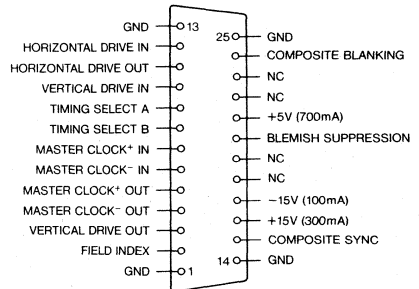 GND 13
HORIZONTAL DRIVE IN
HORIZONTAL DRIVE OUT
VERTICAL DRIVE IN
TIMING SELECT A
TIMING SELECT B
MASTER CLOCK+ IN
MASTER CLOCK− IN
MASTER CLOCK+ OUT
MASTER CLOCK− OUT
VERTICAL DRIVE OUT
FIELD INDEX
GND 1
25 GND
COMPOSITE BLANKING
NC
NC
+5V (700mA)
BLEMISH SUPPRESSION
NC
NC
−15V (100mA)
+15V (300mA)
COMPOSITE SYNC
14 GND